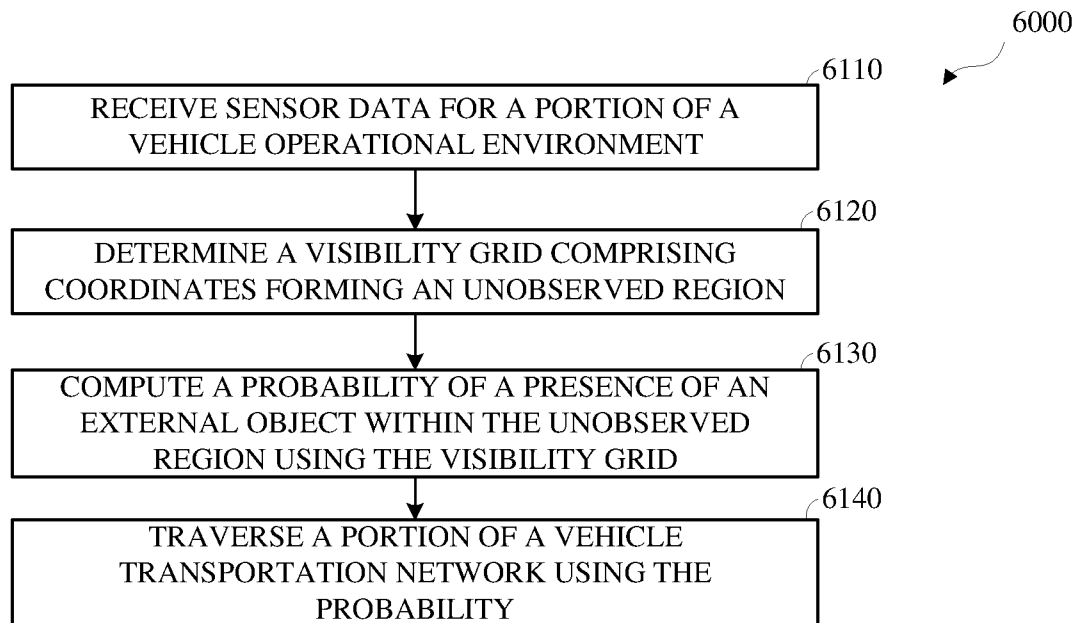 6000
6110
RECEIVE SENSOR DATA FOR A PORTION OF A
VEHICLE OPERATIONAL ENVIRONMENT
6120
DETERMINE A VISIBILITY GRID COMPRISING
COORDINATES FORMING AN UNOBSERVED REGION
6130
COMPUTE A PROBABILITY OF A PRESENCE OF AN
EXTERNAL OBJECT WITHIN THE UNOBSERVED
REGION USING THE VISIBILITY GRID
6140
TRAVERSE A PORTION OF A VEHICLE
TRANSPORTATION NETWORK USING THE
PROBABILITY